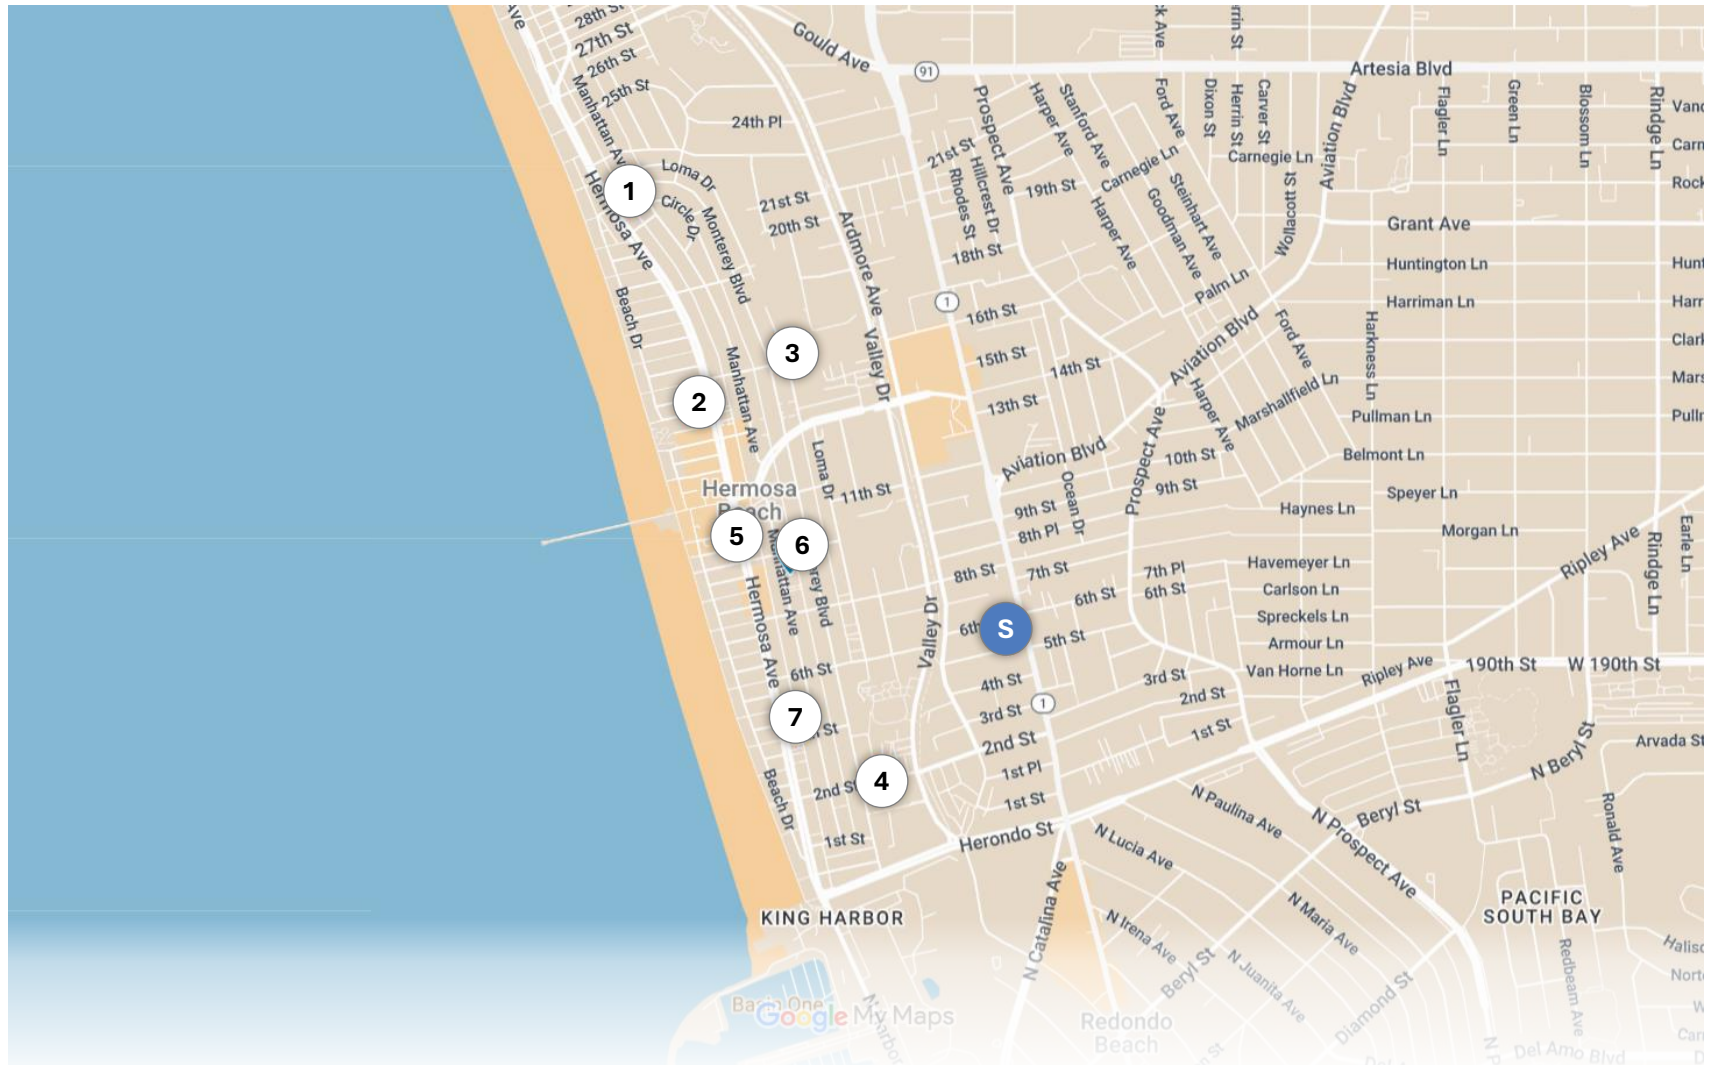 Ave
28th St
27th St
26th St
25th St
Manhattan Ave
24th Pl
Gould Ave
91
Artesia Blvd
Prospect Ave
Harper Ave
Stanford Ave
Ford Ave
Dixon St
Herrin St
Carver St
Aviation Blvd
Flagler Ln
Green Ln
Blossom Ln
Rindge Ln
Carnegie Ln
Carnegie Ln
1
Loma Dr
Circle Dr
Monterey Blvd
Hermosa Ave
21st St
20th St
21st St
Hillcrest Dr
Rhodes St
19th St
18th St
Harper Ave
Goodman Ave
Steinhart Ave
Wollacott St
Grant Ave
Huntington Ln
Harriman Ln
Palm Ln
Ardmore Ave
Beach Dr
1
16th St
15th St
14th St
13th St
3
2
Manhattan Ave
Valley Dr
Aviation Blvd
Ford Ave
Harkness Ln
Harper Ave
Marshallfield Ln
Pullman Ln
Belmont Ln
Speyer Ln
Haynes Ln
Morgan Ln
Hermosa
Beach
Loma Dr
11th St
Aviation Blvd
Ocean Dr
Prospect Ave
10th St
9th St
9th St
8th Pl
5
6
Manhattan Ave
Hermosa Ave
8th St
7th St
7th Pl
6th St
6th St
Havemeyer Ln
Carlson Ln
Spreckels Ln
Armour Ln
Van Horne Ln
Ripley Ave
Ripley Ave
Rindge Ln
Earle Ln
Valley Dr
6th
S
5th St
4th St
3rd St
3rd St
2nd St
2nd St
1st St
1st Pl
1st St
1
190th St
W 190th St
6th St
7
St
4
2nd St
1st St
Beach Dr
Herondo St
Flagler Ln
N Beryl St
Arvada St
Beryl St
N Paulina Ave
N Prospect Ave
N Lucia Ave
Ronald Ave
N Catalina Ave
N Irena Ave
N Maria Ave
N Juanita Ave
Beryl St
Diamond St
KING HARBOR
PACIFIC
SOUTH BAY
Redbeam Ave
Basin One
Google My Maps
Redondo
Beach
Del Amo Blvd